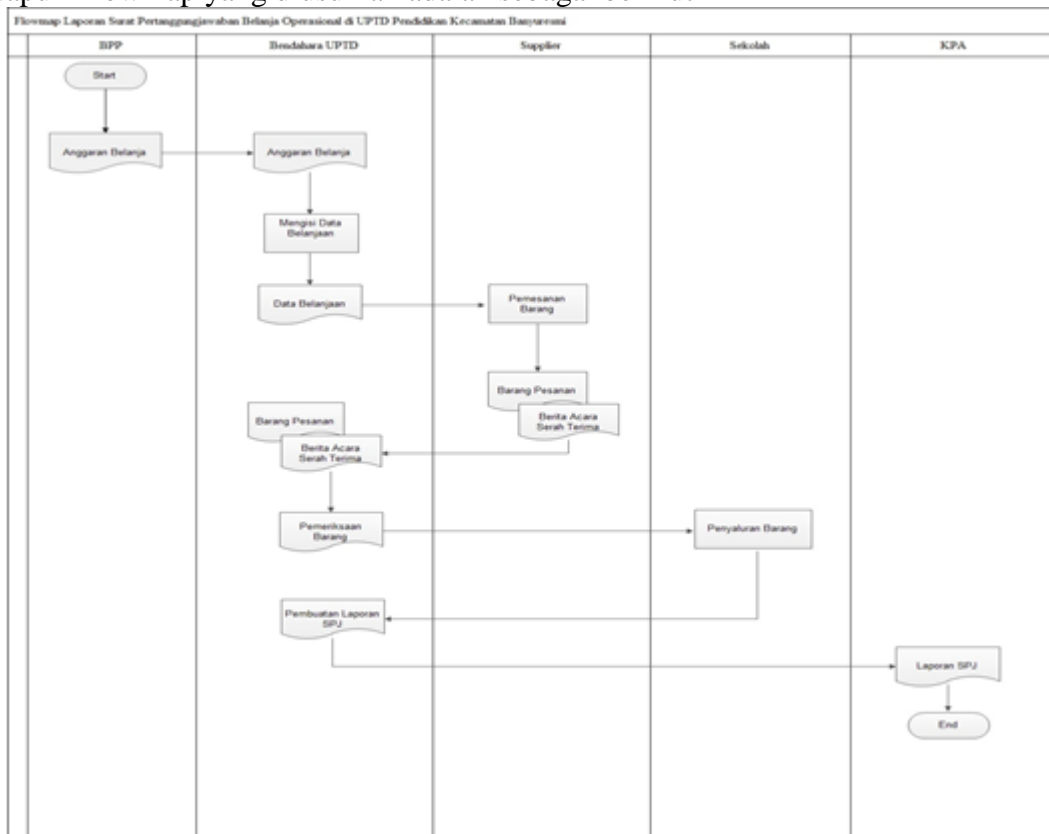 Flowmap Laporan Surat Pertanggungjawaban Belanja Operasional di UPTD Pendidikan Kecamatan Banyuresmi
BPP
Bendahara UPTD
Supplier
Sekolah
KPA
Start
Anggaran Belanja
Anggaran Belanja
Mengisi Data
Belanjaan
Data Belanjaan
Pemesanan
Barang
Barang Pesanan
Berita Acara
Serah Terima
Barang Pesanan
Berita Acara
Serah Terima
Pemeriksaan
Barang
Penyaluran Barang
Pembuatan Laporan
SPJ
Laporan SPJ
End